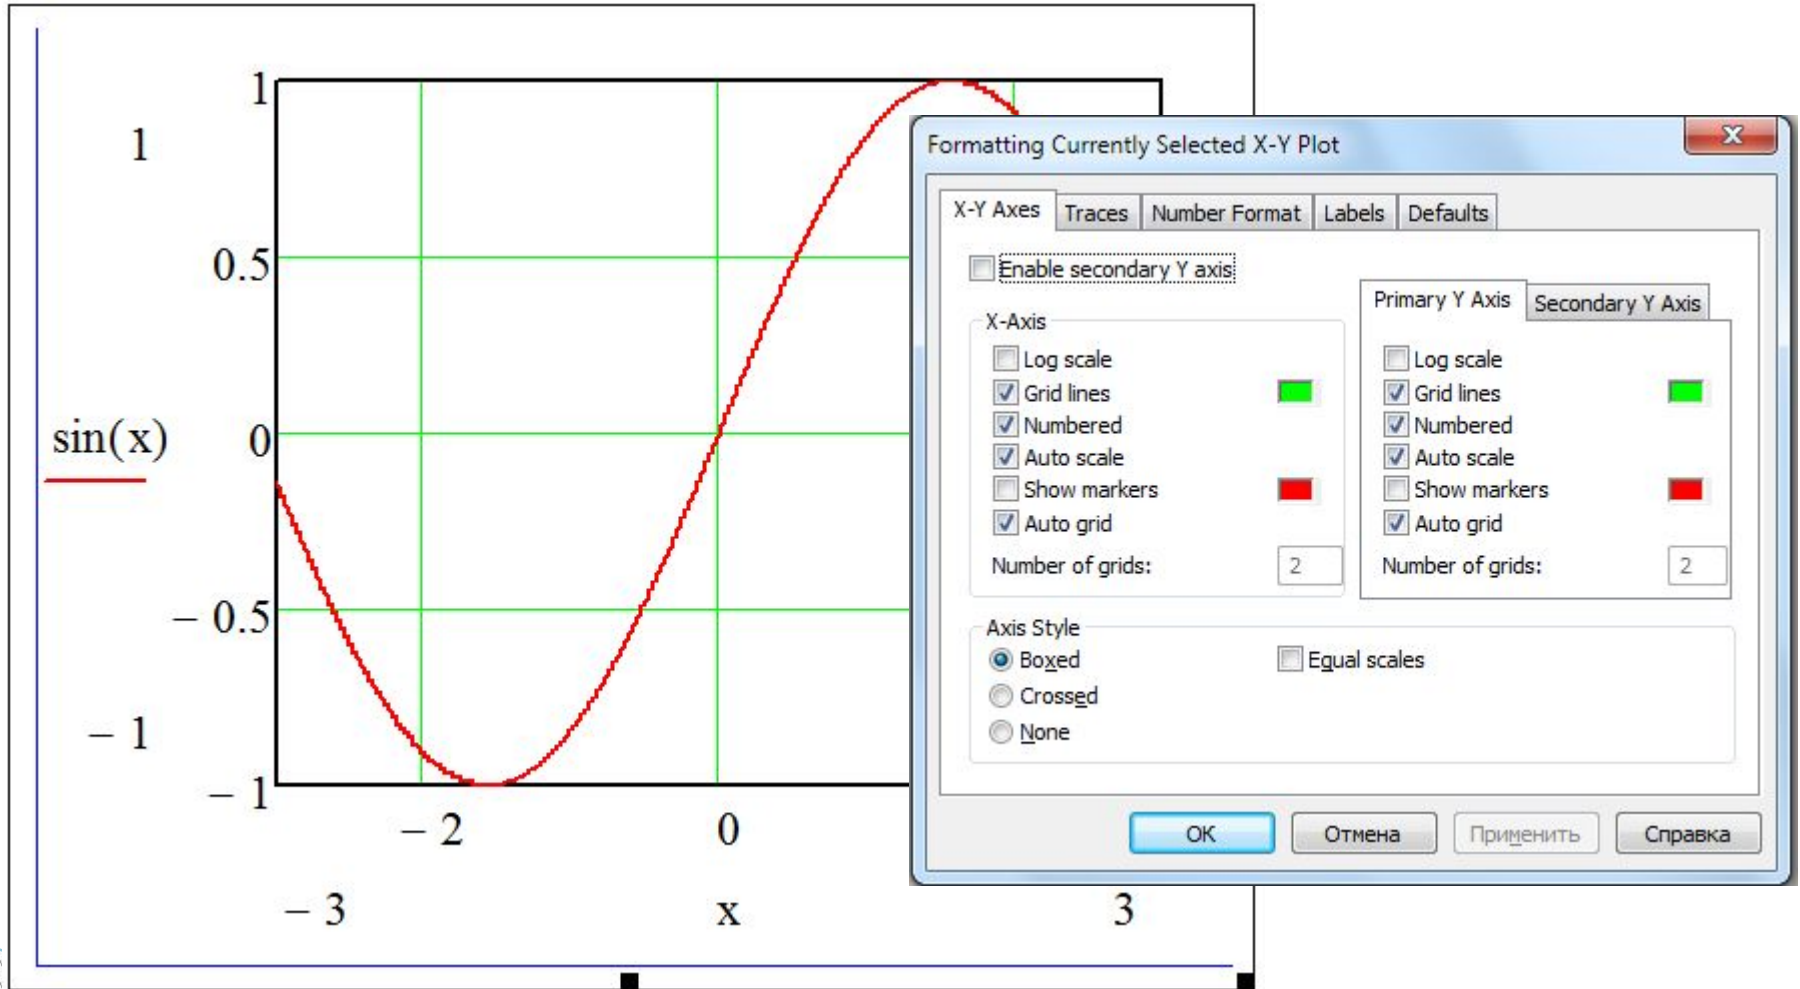 1
1
0.5
sin(x)
0
– 0.5
– 1
– 1
– 2
0
– 3
x
3
Formatting Currently Selected X-Y Plot
X-Y Axes Traces Number Format Labels Defaults
Enable secondary Y axis
X-Axis
Log scale
Grid lines
Numbered
Auto scale
Show markers
Auto grid
Number of grids: 2
Primary Y Axis Secondary Y Axis
Log scale
Grid lines
Numbered
Auto scale
Show markers
Auto grid
Number of grids: 2
Axis Style
Boxed
Crossed
None
Equal scales
OK Отмена Применить Справка